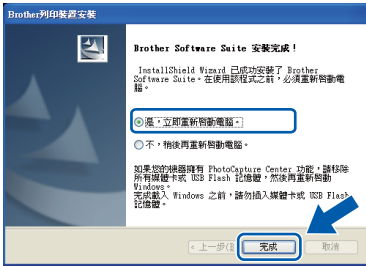 Brother列印裝置安裝
Brother Software Suite 安裝完成！
InstallShield Wizard 已成功安裝了 Brother
Software Suite。在使用該程式之前，必須重新啓動電
腦。
是，立即重新啓動電腦。
不，稍後再重新啓動電腦。
如果您的機器擁有 PhotoCapture Center 功能，請移除
所有媒體卡或 USB Flash 記憶體，然後再重新啓動
Windows。
完成載入 Windows 之前，請勿插入媒體卡或 USB Flash
記憶體。
< 上一步(B 完成 取消